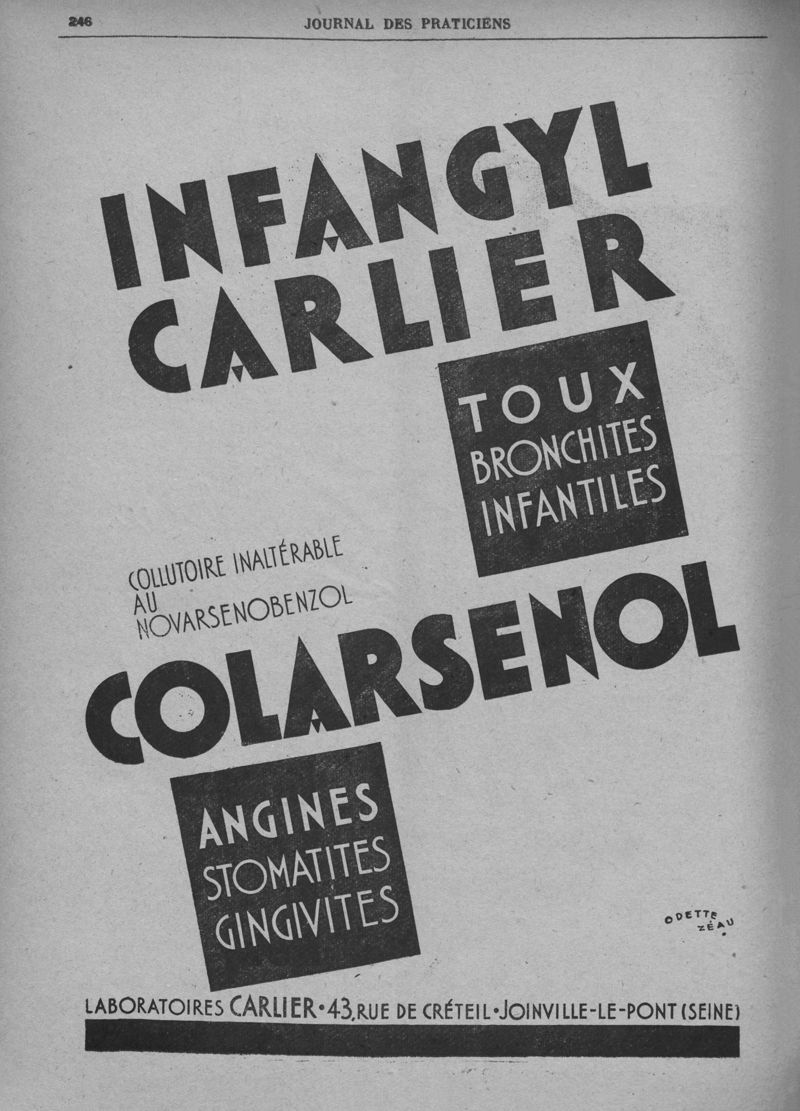 246
JOURNAL DES PRATICIENS
INFANGYL
CARLIER
TOUX
BRONCHITES
INFANTILES
COLLUTOIRE INALTÉRABLE
AU
NOVARSENOBENZOL
COLARSENOL
ANGINES
STOMATITES
GINGIVITES
ODETTE
ZÉAU
LABORATOIRES CARLIER • 43, RUE DE CRÉTEIL • JOINVILLE-LE-PONT (SEINE)